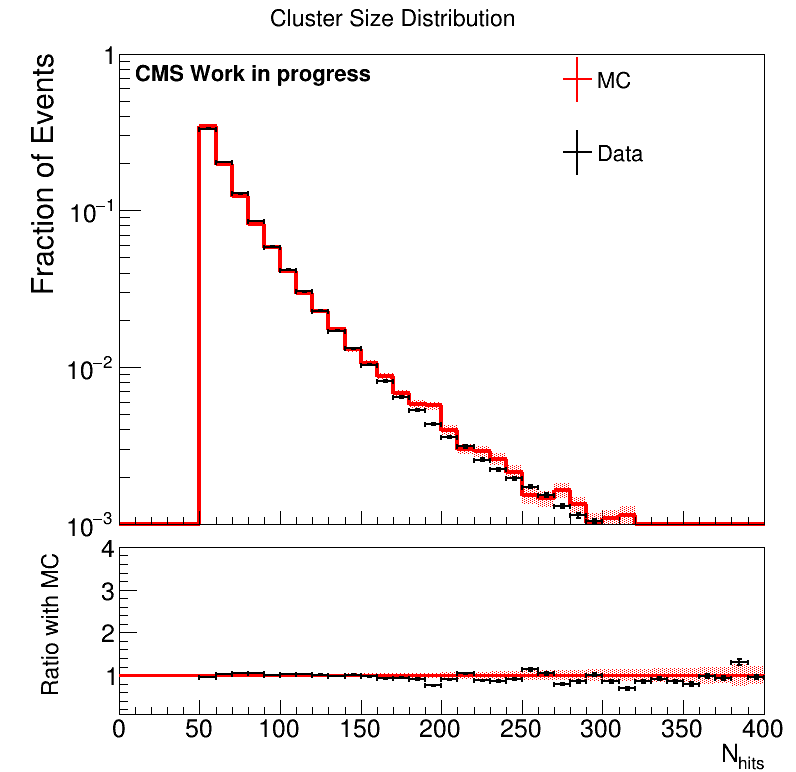 Cluster Size Distribution
CMS Work in progress
MC
Data
Fraction of Events
1
10⁻¹
10⁻²
10⁻³
Ratio with MC
4
3
2
1
0 50 100 150 200 250 300 350 400
N_hits